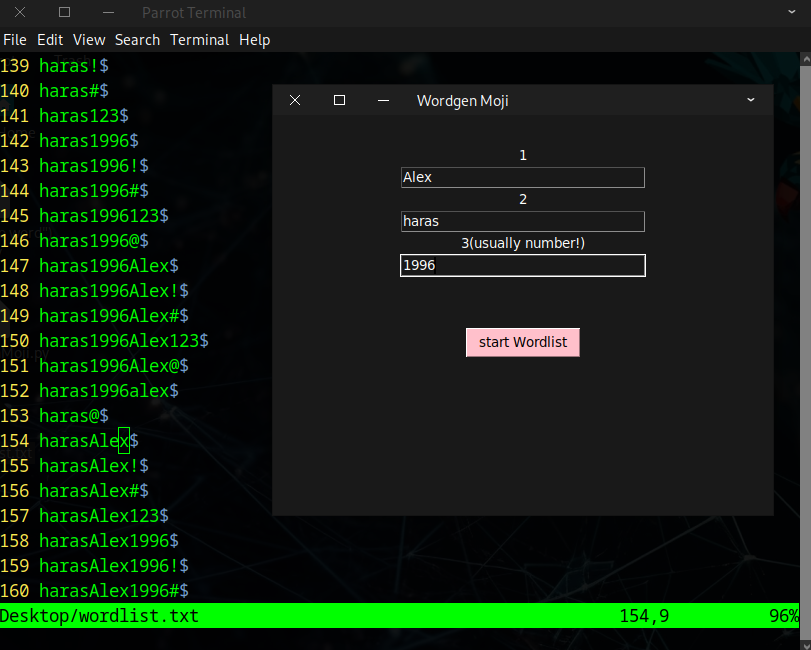 Parrot Terminal
File Edit View Search Terminal Help
139 haras!$
140 haras#$
141 haras123$
142 haras1996$
143 haras1996!$
144 haras1996#$
145 haras1996123$
146 haras1996@$
147 haras1996Alex$
148 haras1996Alex!$
149 haras1996Alex#$
150 haras1996Alex123$
151 haras1996Alex@$
152 haras1996alex$
153 haras@$
154 harasAlex$
155 harasAlex!$
156 harasAlex#$
157 harasAlex123$
158 harasAlex1996$
159 harasAlex1996!$
160 harasAlex1996#$
Desktop/wordlist.txt 154,9 96%
Wordgen Moji
1
Alex
2
haras
3(usually number!)
1996
start Wordlist